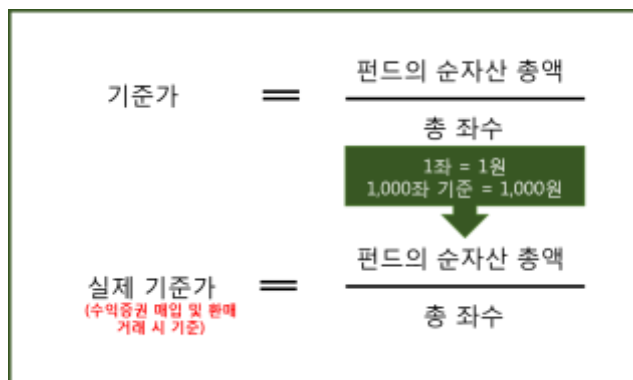 기준가 = 펀드의 순자산 총액
총 좌수
1좌 = 1원
1,000좌 기준 = 1,000원
실제 기준가 = 펀드의 순자산 총액
(수익증권 매입 및 환매
거래 시 기준)
총 좌수